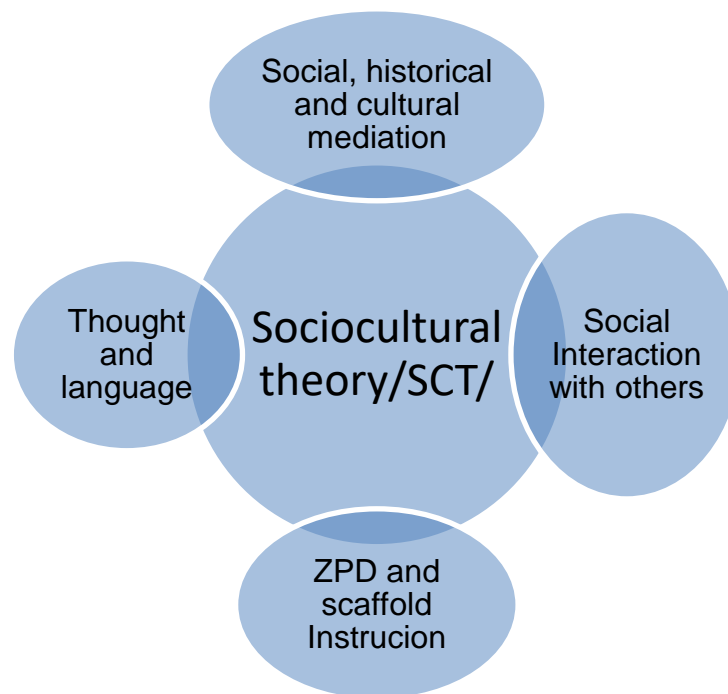 Social, historical
and cultural
mediation
Thought
and
language
Sociocultural
theory/SCT/
Social
Interaction
with others
ZPD and
scaffold
Instrucion